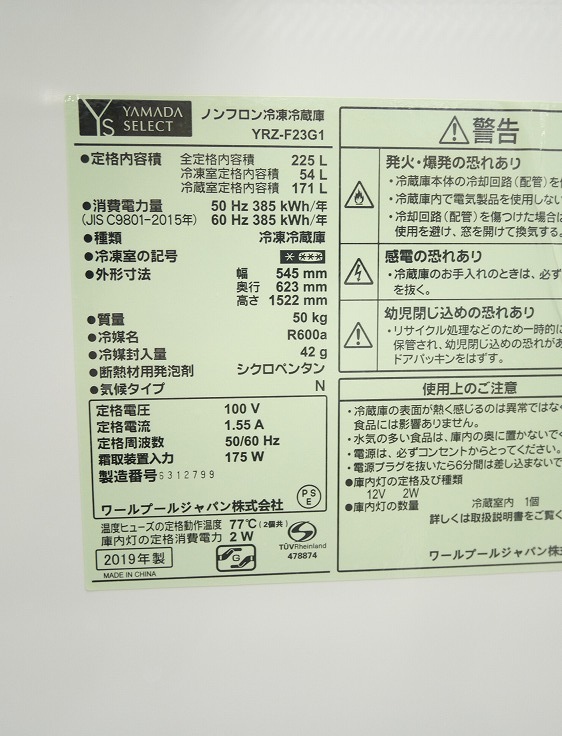 YS YAMADA SELECT
ノンフロン冷凍冷蔵庫
YRZ-F23G1
●定格内容積 全定格内容積 225 L
冷凍室定格内容積 54 L
冷蔵室定格内容積 171 L
●消費電力量 50 Hz 385 kWh/年
(JIS C9801-2015年) 60 Hz 385 kWh/年
●種類 冷凍冷蔵庫
●冷凍室の記号 * ***
●外形寸法 幅 545 mm
奥行 623 mm
高さ 1522 mm
●質量 50 kg
●冷媒名 R600a
●冷媒封入量 42 g
●断熱材用発泡剤 シクロペンタン
●気候タイプ N
定格電圧 100 V
定格電流 1.55 A
定格周波数 50/60 Hz
霜取装置入力 175 W
製造番号 S312799
ワールプールジャパン株式会社
PSE
温度ヒューズの定格動作温度 77℃ (2個共)
庫内灯の定格消費電力 2 W
2019年製
MADE IN CHINA
G
TÜVRheinland
478874
警告
発火・爆発の恐れあり
・冷蔵庫本体の冷却回路(配管)を
・冷蔵庫内で電気製品を使用しない
・冷却回路(配管)を傷つけた場合は
使用を避け、窓を開けて換気する。
感電の恐れあり
・冷蔵庫のお手入れのときは、必ず
を抜く。
幼児閉じ込めの恐れあり
・リサイクル処理などのため一時的に
保管され、幼児閉じ込めの恐れがあ
ドアパッキンをはずす。
使用上のご注意
・冷蔵庫の表面が熱く感じるのは異常ではなく
食品には影響ありません。
・水気の多い食品は、庫内の奥に置かないでく
・電源は、必ずコンセントからとってください。
・電源プラグを抜いたら6分間は差し込まないで
●庫内灯の定格及び種類
12V 2W
●庫内灯の数量 冷蔵室内 1個
詳しくは取扱説明書をご覧く
ワールプールジャパン株式